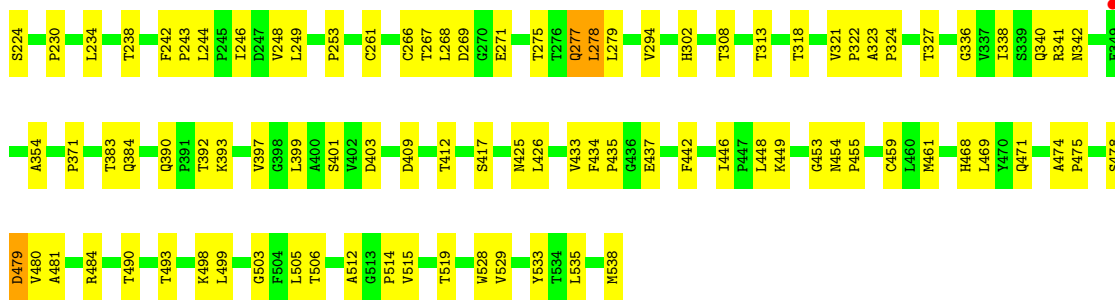 S224 P230 L234 T238 F242 P243 L244 P245 I246 D247 V248 L249 P253 C261 C266 T267 L268 D269 G270 E271 T275 T276 Q277 L278 L279 V294 H302 T308 T313 T318 V321 P322 A323 P324 T327 G336 V337 I338 S339 Q340 R341 N342
A354 P371 T383 Q384 Q390 P391 T392 K393 V397 G398 L399 A400 S401 V402 D403 D409 T412 S417 N425 L426 V433 F434 P435 G436 E437 F442 I446 P447 L448 K449 G453 N454 P455 C459 L460 M461 H468 L469 Y470 Q471 A474 P475 S478
D479 V480 A481 R484 T490 T493 K498 L499 G503 F504 L505 T506 A512 G513 P514 V515 T519 W528 V529 Y533 T534 L535 M538